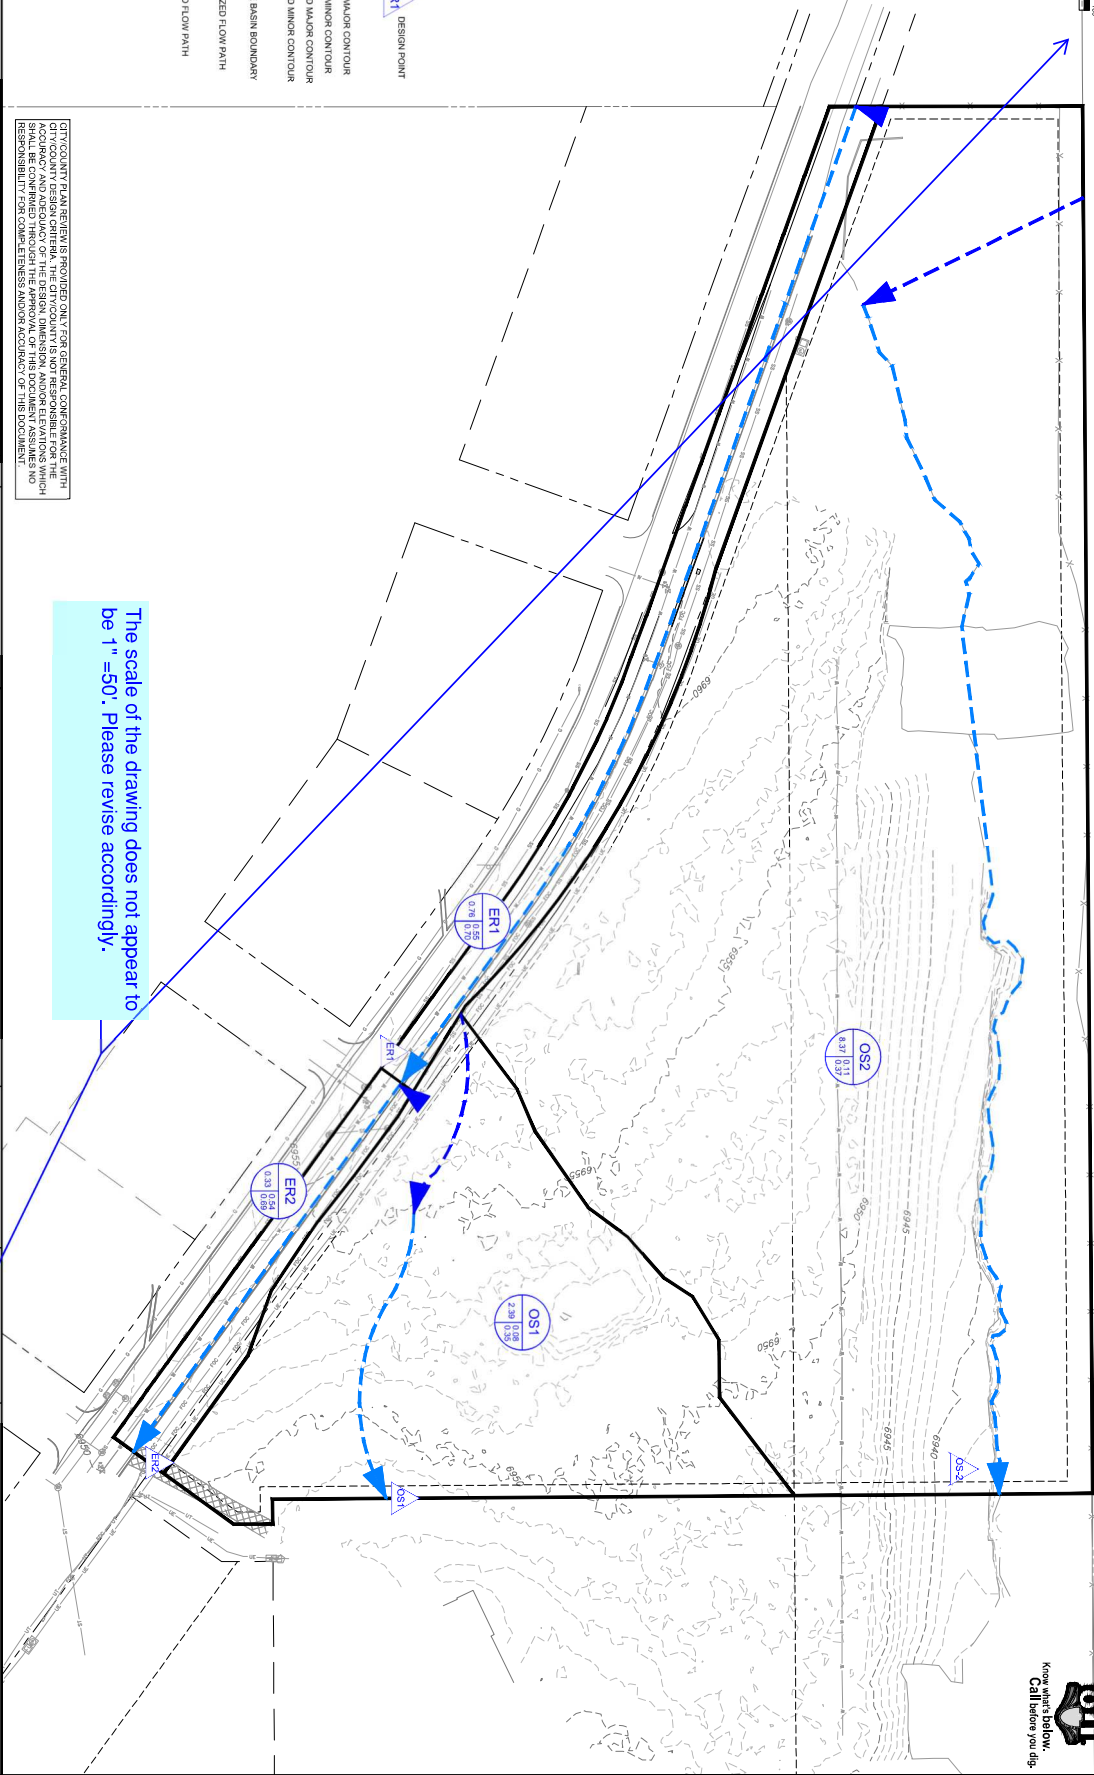 DESIGN POINT
MAJOR CONTOUR
MINOR CONTOUR
MAJOR CONTOUR
MINOR CONTOUR
BASIN BOUNDARY
FLOW PATH
FLOW PATH
CITY/COUNTY PLAN REVIEW IS PROVIDED ONLY FOR GENERAL CONFORMANCE WITH
CITY/COUNTY DESIGN CRITERIA. THE CITY/COUNTY IS NOT RESPONSIBLE FOR THE
ACCURACY AND ADEQUACY OF THE DESIGN, DIMENSION, AND/OR ELEVATIONS WHICH
SHALL BE CONFIRMED THROUGH THE APPROVAL OF THIS DOCUMENT ASSUMES NO
RESPONSIBILITY FOR COMPLETENESS AND/OR ACCURACY OF THIS DOCUMENT.
The scale of the drawing does not appear to
be 1" =50'. Please revise accordingly.
ER1
0.76 0.55
0.70
ER1
ER2
0.33 0.54
0.69
ER2
OS1
2.39 0.08
0.35
OS1
OS2
8.37 0.11
0.37
OS-2
6960
6955
6955
6955
6950
6945
6950
6945
6940
6950
Know what's below.
Call before you dig.